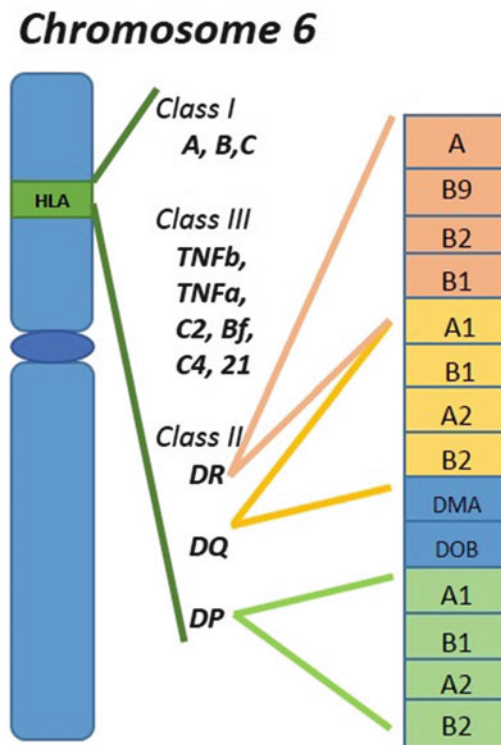 Chromosome 6
HLA
Class I
A, B,C
Class III
TNFb,
TNFa,
C2, Bf,
C4, 21
Class II
DR
DQ
DP
A
B9
B2
B1
A1
B1
A2
B2
DMA
DOB
A1
B1
A2
B2